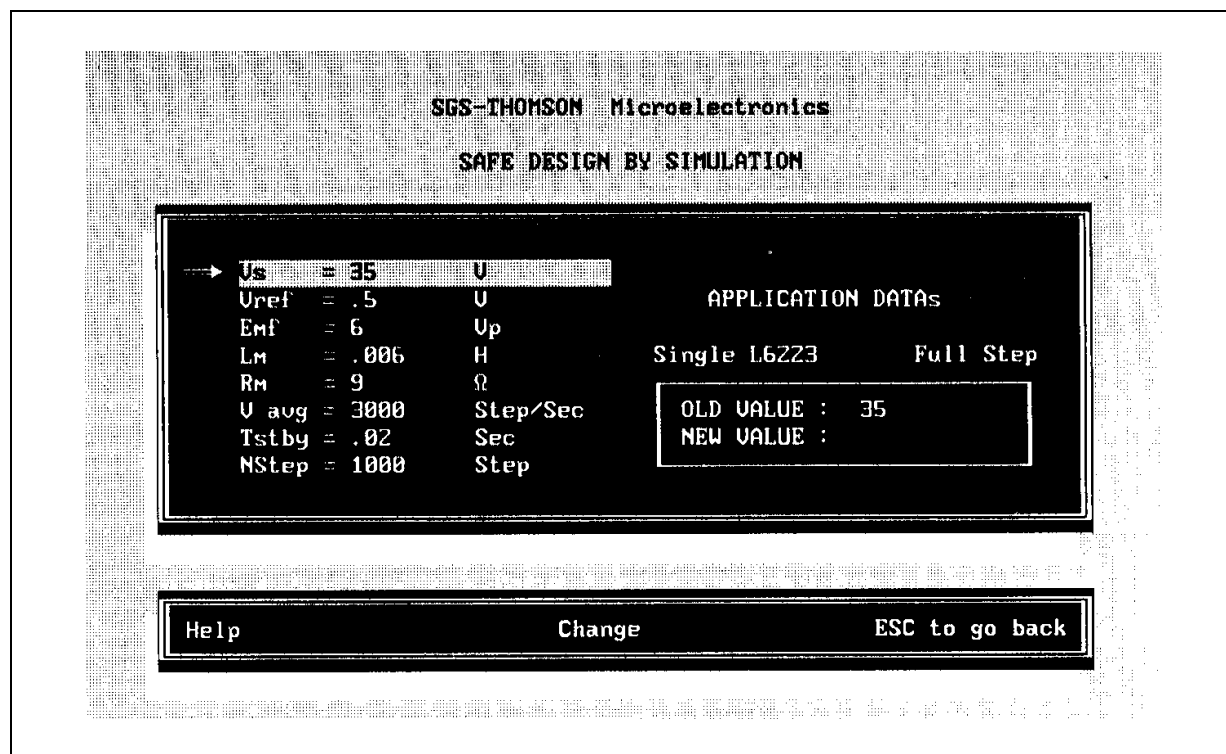 SGS-THOMSON Microelectronics
SAFE DESIGN BY SIMULATION
Vs = 35 V
Vref = .5 V
Emf = 6 Vp
Lm = .006 H
Rm = 9 Ω
V avg = 3000 Step/Sec
Tstby = .02 Sec
NStep = 1000 Step
APPLICATION DATAs
Single L6223 Full Step
OLD VALUE : 35
NEW VALUE :
Help Change ESC to go back